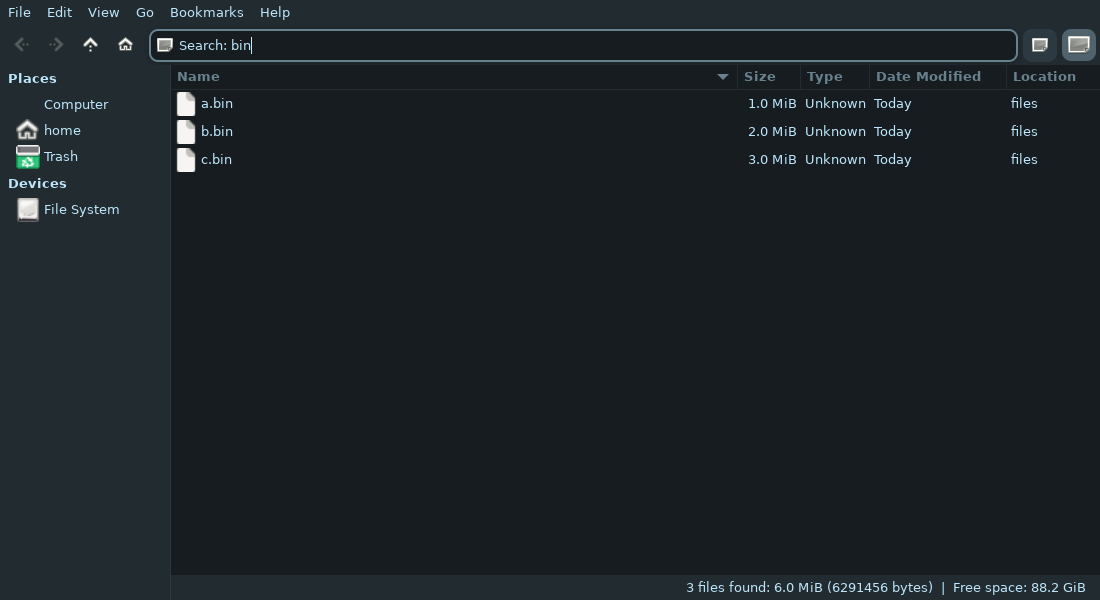 File Edit View Go Bookmarks Help
Search: bin
Places
Computer
home
Trash
Devices
File System
Name Size Type Date Modified Location
a.bin 1.0 MiB Unknown Today files
b.bin 2.0 MiB Unknown Today files
c.bin 3.0 MiB Unknown Today files
3 files found: 6.0 MiB (6291456 bytes) | Free space: 88.2 GiB